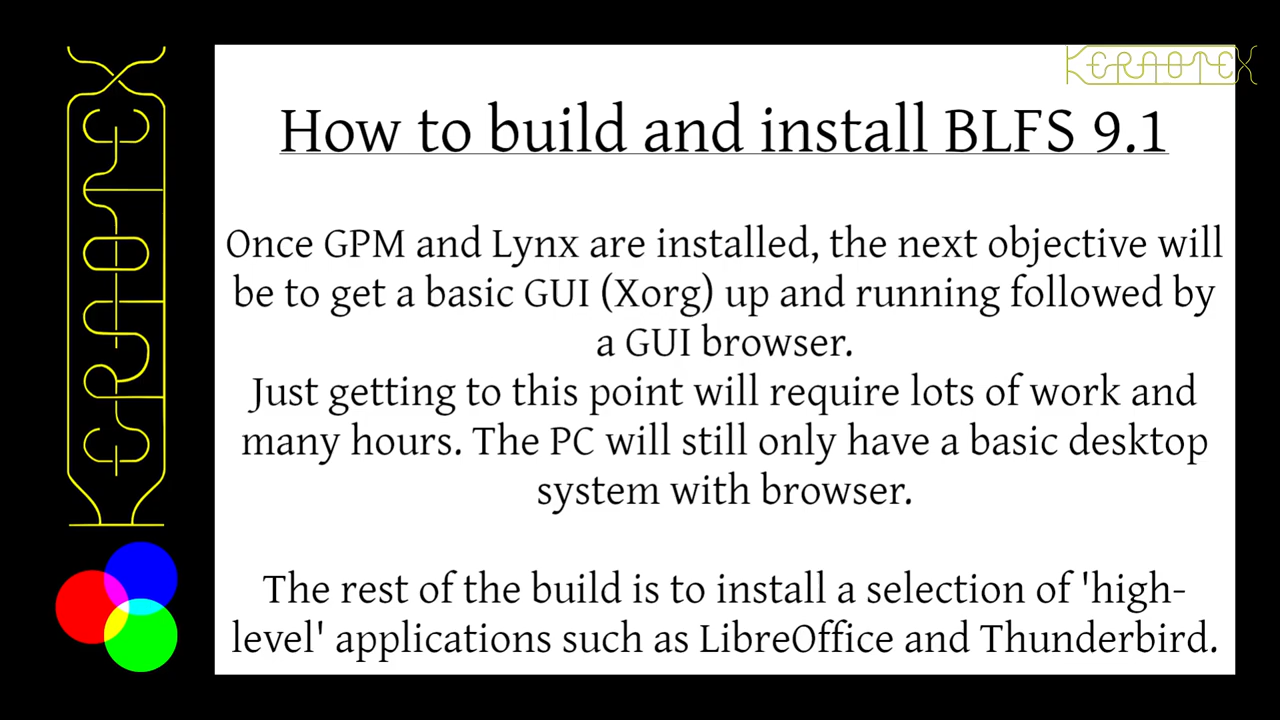 KERNOTEX
How to build and install BLFS 9.1
Once GPM and Lynx are installed, the next objective will
be to get a basic GUI (Xorg) up and running followed by
a GUI browser.
Just getting to this point will require lots of work and
many hours. The PC will still only have a basic desktop
system with browser.
The rest of the build is to install a selection of 'high-
level' applications such as LibreOffice and Thunderbird.